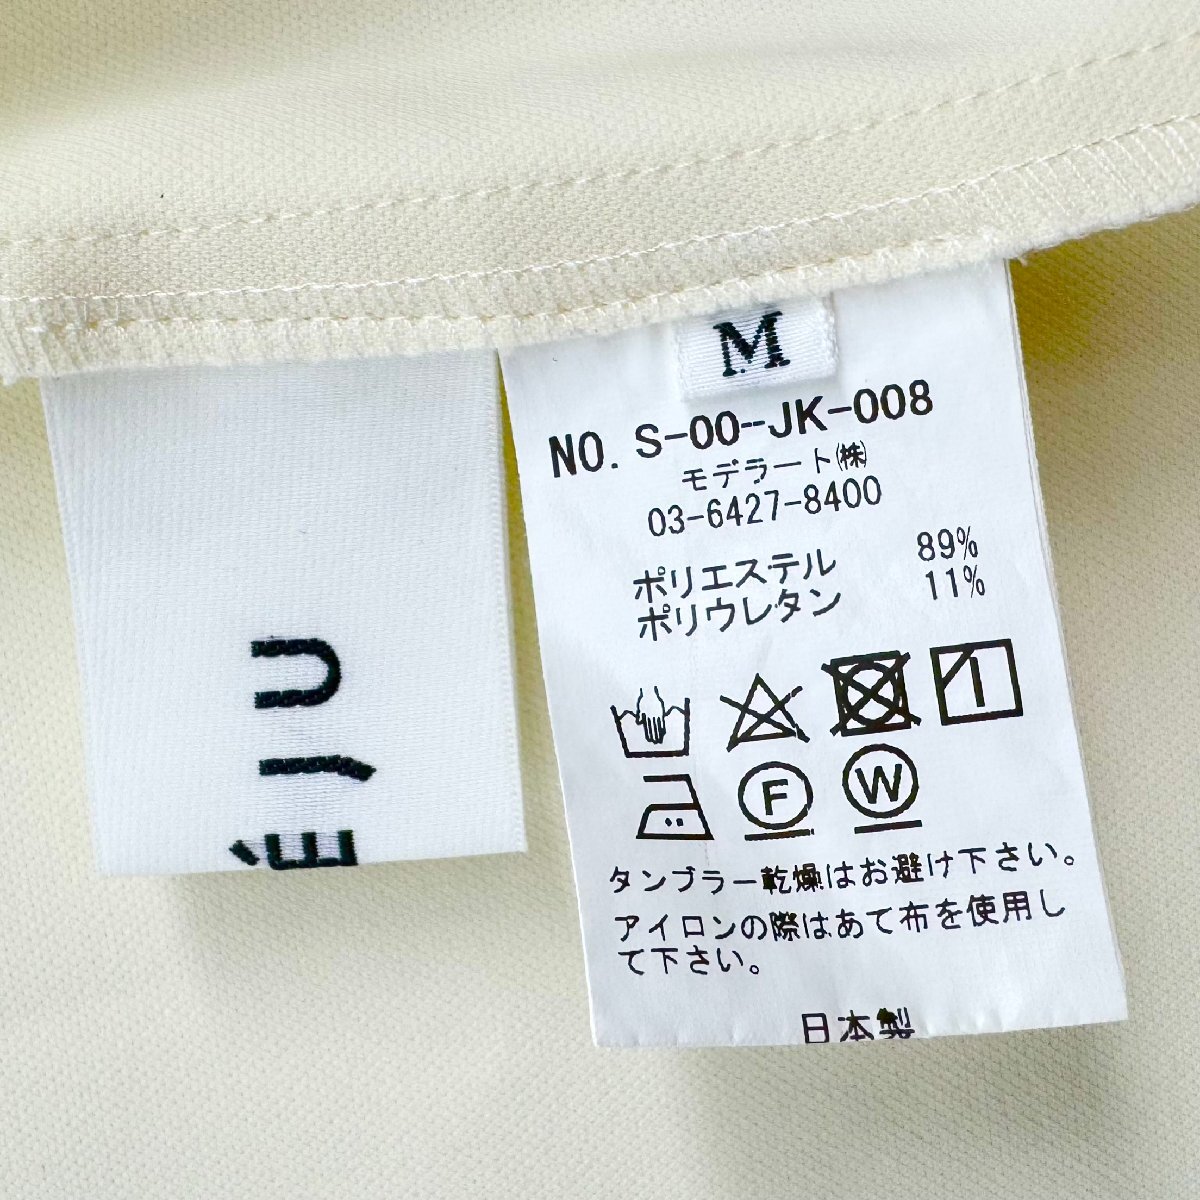 M
NO. S-00-JK-008
モデラート㈱
03-6427-8400
ポリエステル 89%
ポリウレタン 11%
F W
タンブラー乾燥はお避け下さい。
アイロンの際はあて布を使用し
て下さい。
日本製